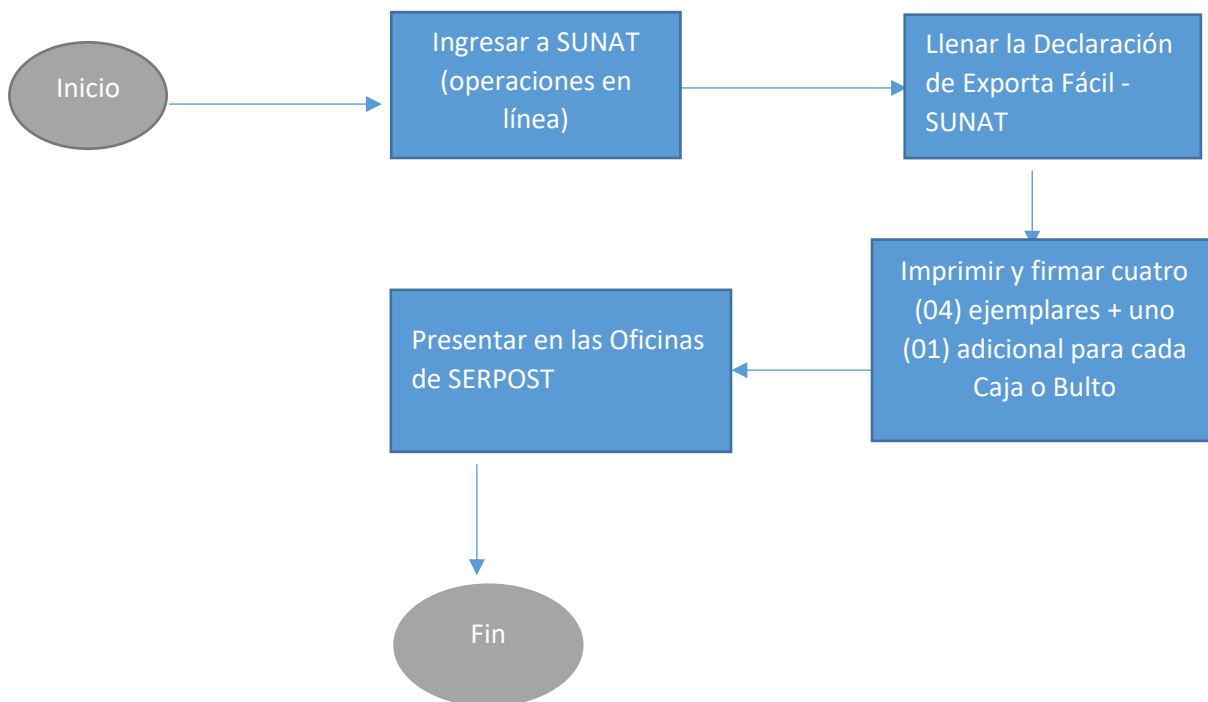 Inicio
Ingresar a SUNAT
(operaciones en
línea)
Llenar la Declaración
de Exporta Fácil -
SUNAT
Imprimir y firmar cuatro
(04) ejemplares + uno
(01) adicional para cada
Caja o Bulto
Presentar en las Oficinas
de SERPOST
Fin